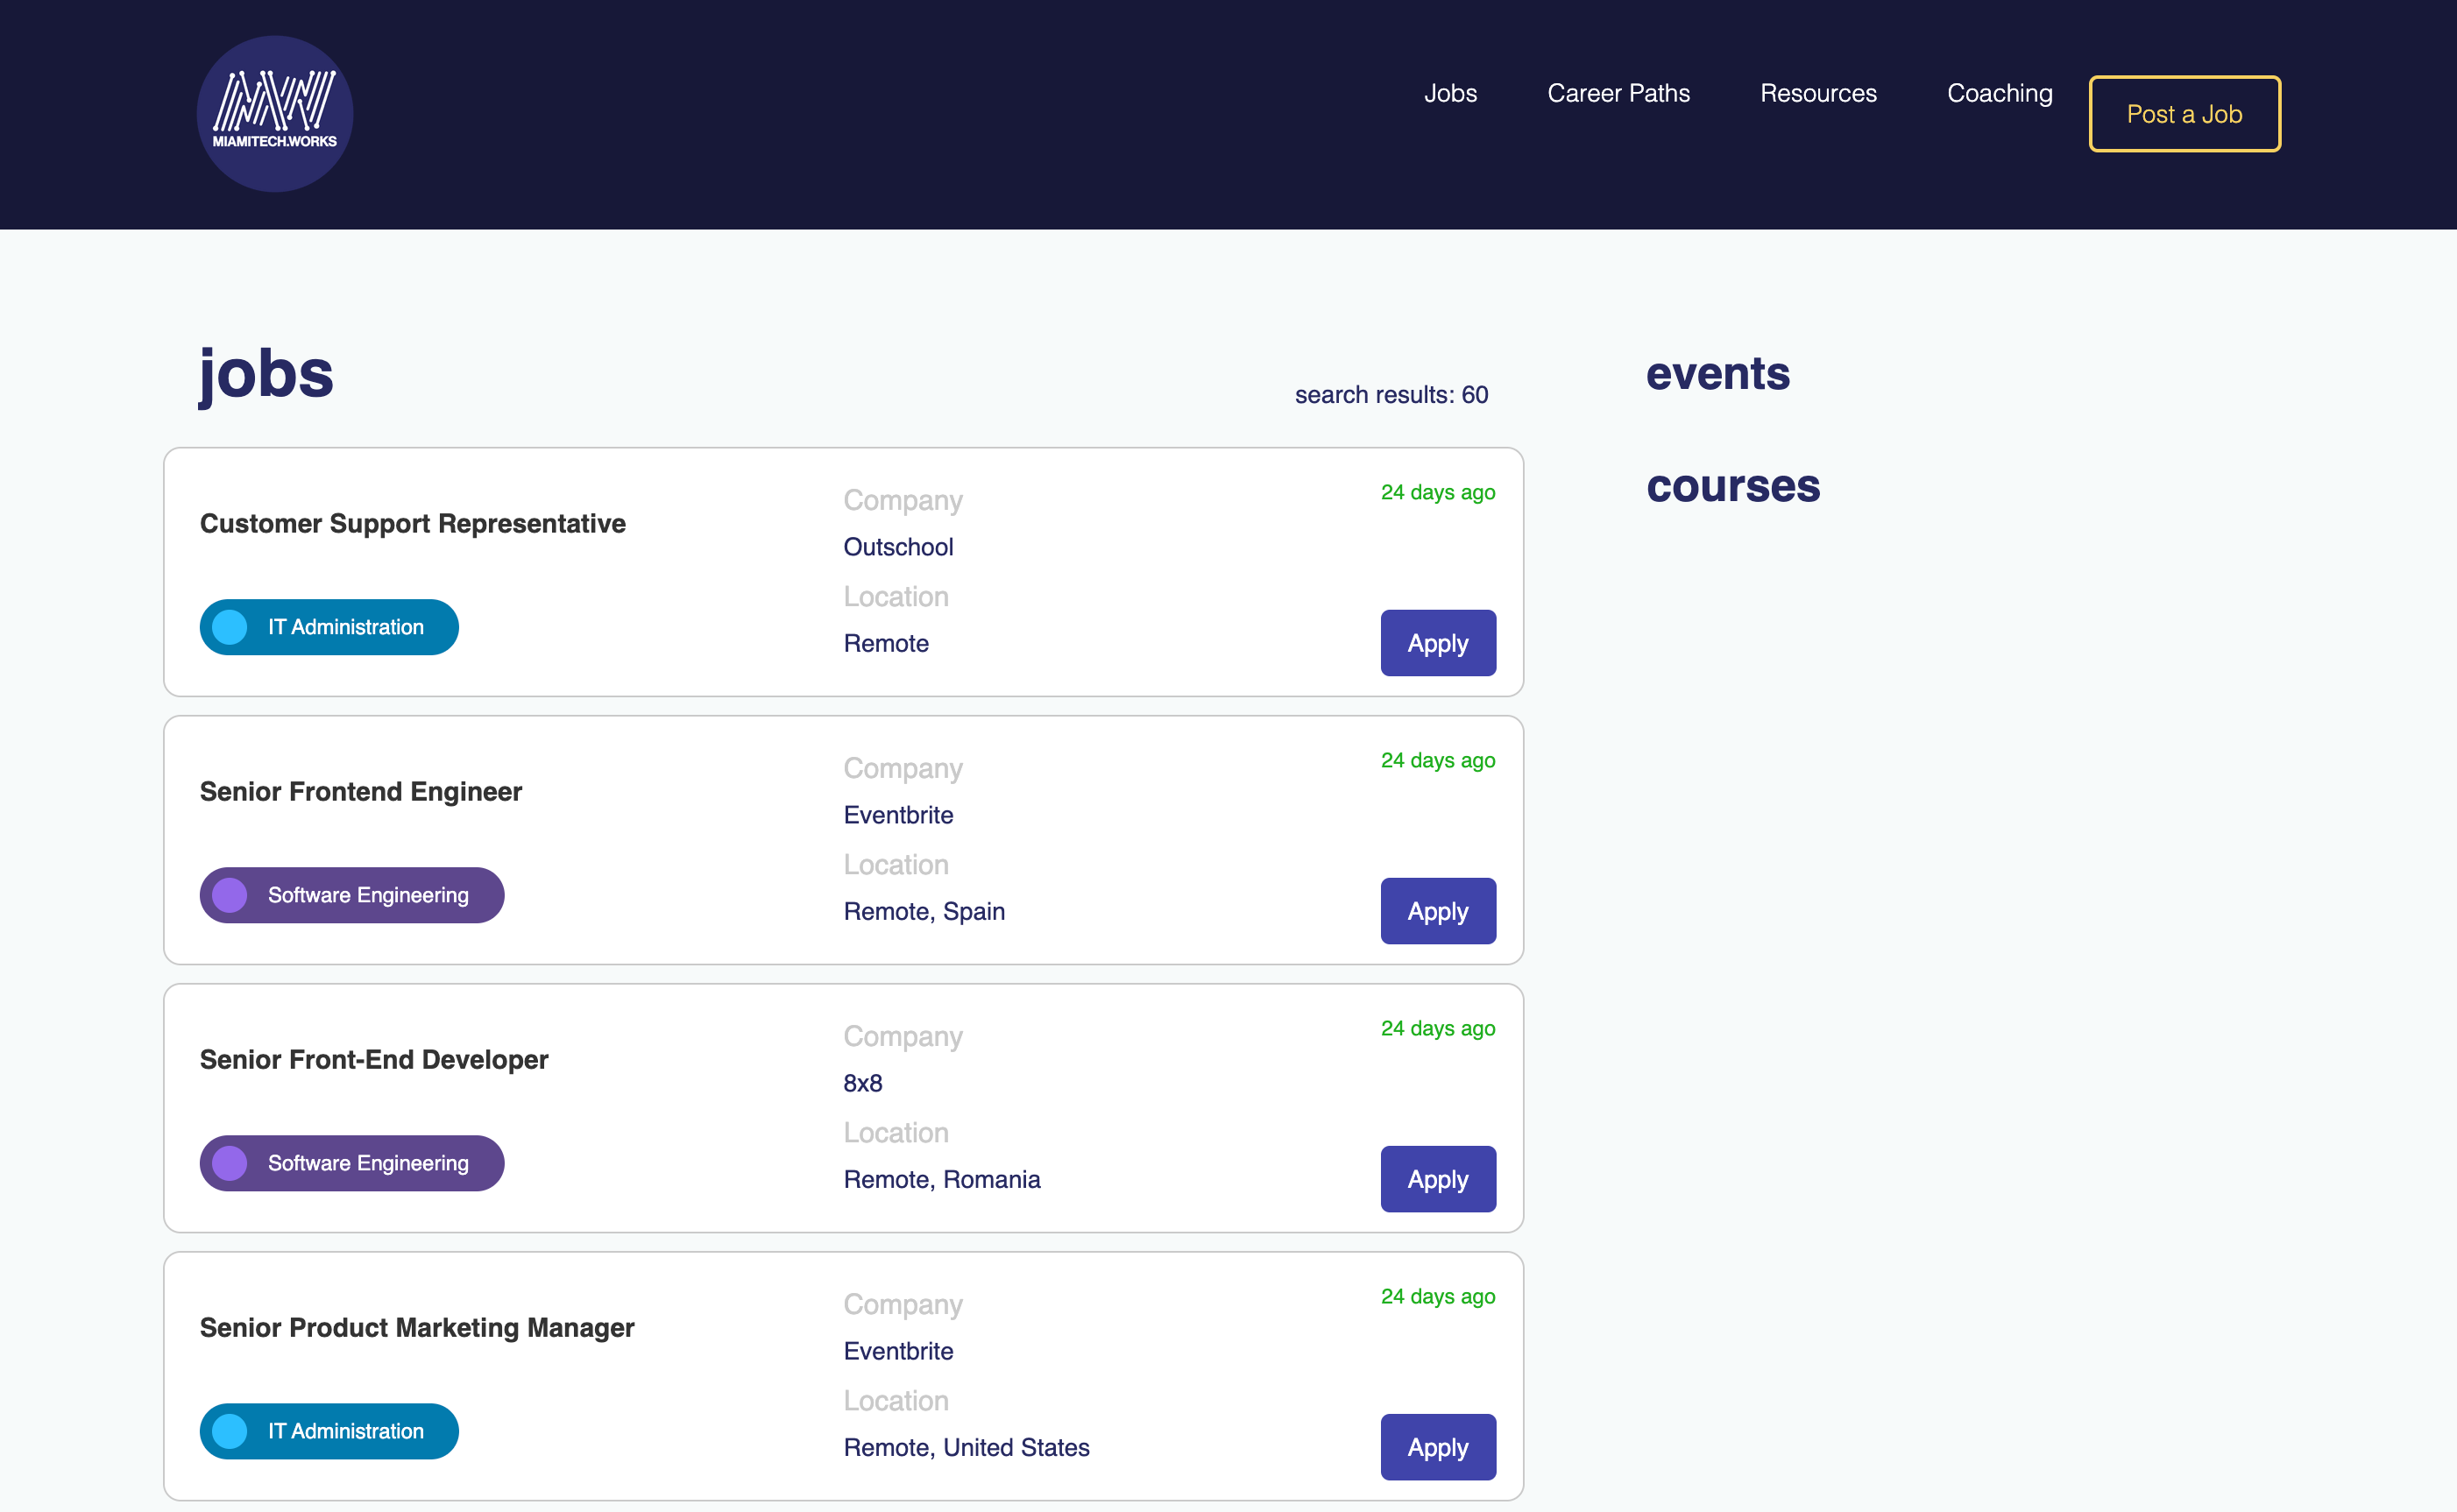 MIAMITECH.WORKS
Jobs
Career Paths
Resources
Coaching
Post a Job
jobs
search results: 60
Customer Support Representative
IT Administration
Company
Outschool
Location
Remote
24 days ago
Apply
Senior Frontend Engineer
Software Engineering
Company
Eventbrite
Location
Remote, Spain
24 days ago
Apply
Senior Front-End Developer
Software Engineering
Company
8x8
Location
Remote, Romania
24 days ago
Apply
Senior Product Marketing Manager
IT Administration
Company
Eventbrite
Location
Remote, United States
24 days ago
Apply
events
courses